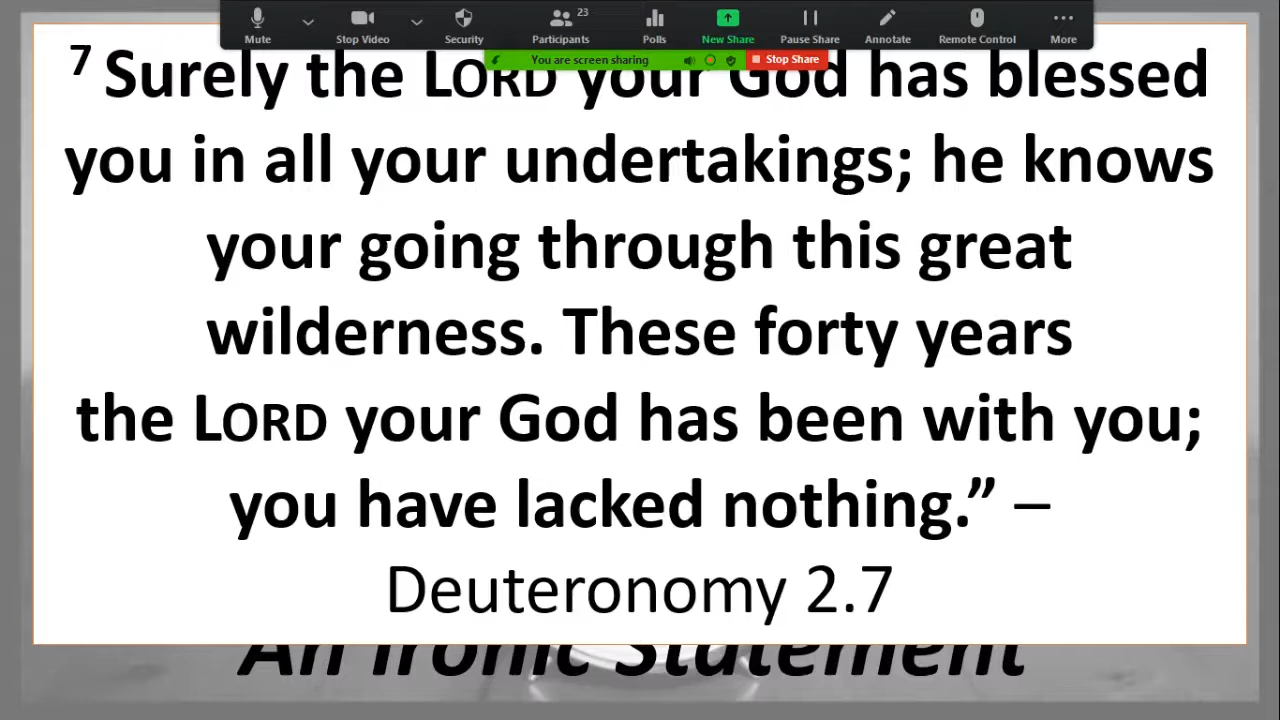 23
Mute Stop Video Security Participants Polls New Share Pause Share Annotate Remote Control More
You are screen sharing Stop Share
7 Surely the LORD your God has blessed
you in all your undertakings; he knows
your going through this great
wilderness. These forty years
the LORD your God has been with you;
you have lacked nothing.” –
Deuteronomy 2.7
An Ironic Statement